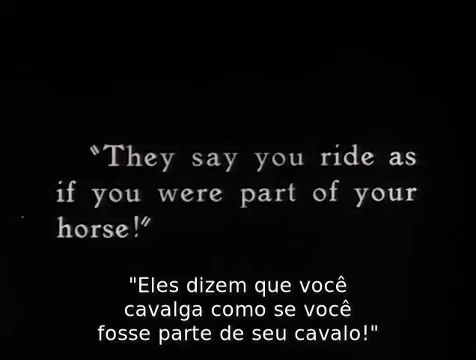 "They say you ride as
if you were part of your
horse!"
"Eles dizem que você
cavalga como se você
fosse parte de seu cavalo!"